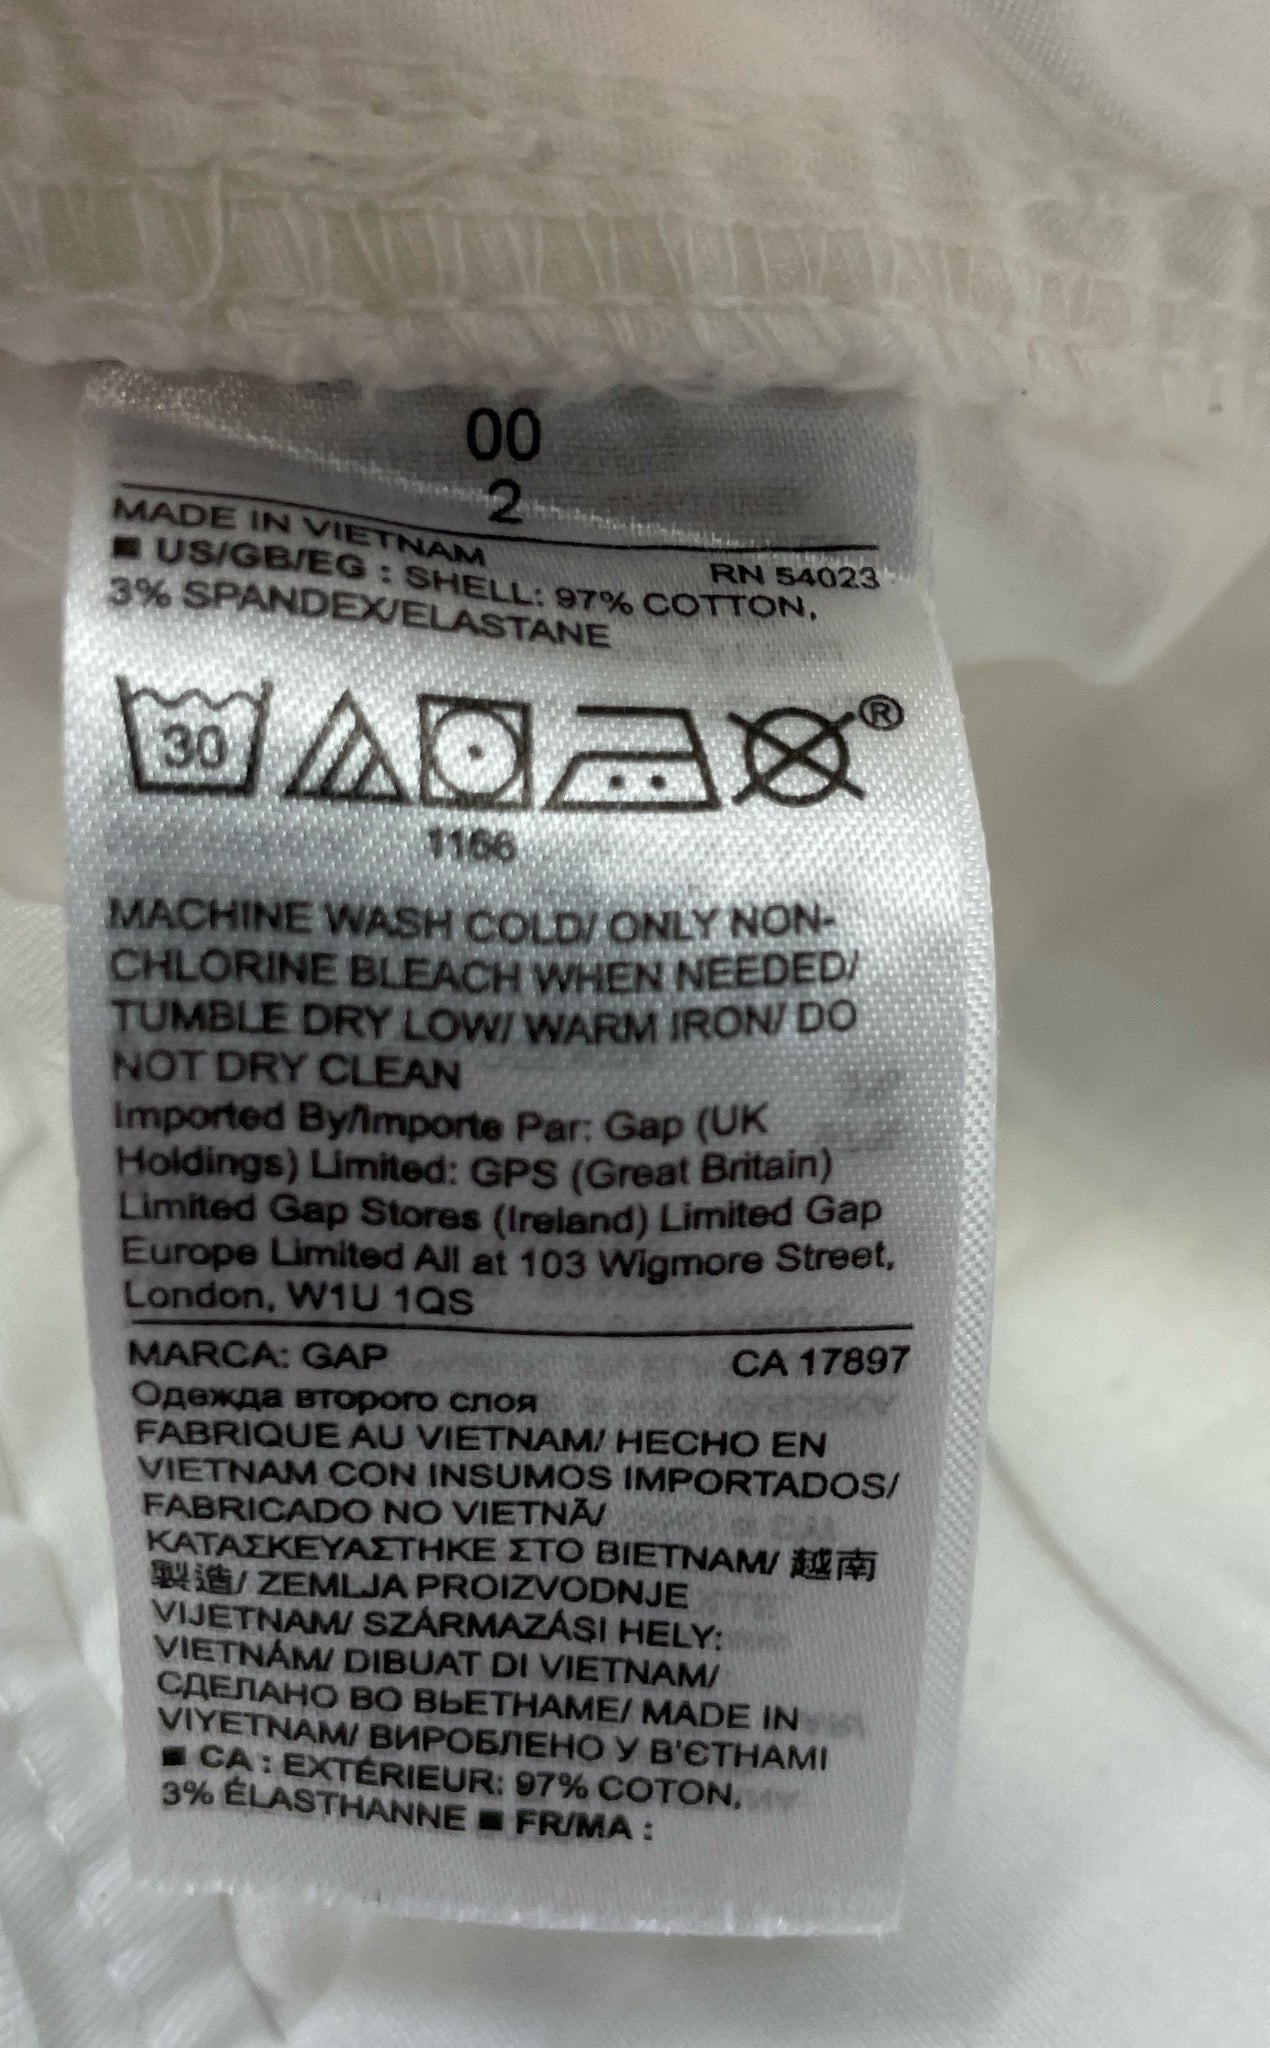 00
2
MADE IN VIETNAM
RN 54023
■ US/GB/EG : SHELL: 97% COTTON,
3% SPANDEX/ELASTANE
30
®
1166
MACHINE WASH COLD/ ONLY NON-
CHLORINE BLEACH WHEN NEEDED/
TUMBLE DRY LOW/ WARM IRON/ DO
NOT DRY CLEAN
Imported By/Importe Par: Gap (UK
Holdings) Limited: GPS (Great Britain)
Limited Gap Stores (Ireland) Limited Gap
Europe Limited All at 103 Wigmore Street,
London, W1U 1QS
MARCA: GAP CA 17897
Одежда второго слоя
FABRIQUE AU VIETNAM/ HECHO EN
VIETNAM CON INSUMOS IMPORTADOS/
FABRICADO NO VIETNÃ/
ΚΑΤΑΣΚΕΥΑΣΤΗΚΕ ΣΤΟ ΒΙΕΤΝΑΜ/ 越南
製造/ ZEMLJA PROIZVODNJE
VIJETNAM/ SZÁRMAZÁSI HELY:
VIETNÁM/ DIBUAT DI VIETNAM/
СДЕЛАНО ВО ВЬЕТНАМЕ/ MADE IN
VIYETNAM/ ВИРОБЛЕНО У В'ЄТНАМІ
■ CA : EXTÉRIEUR: 97% COTON,
3% ÉLASTHANNE ■ FR/MA :